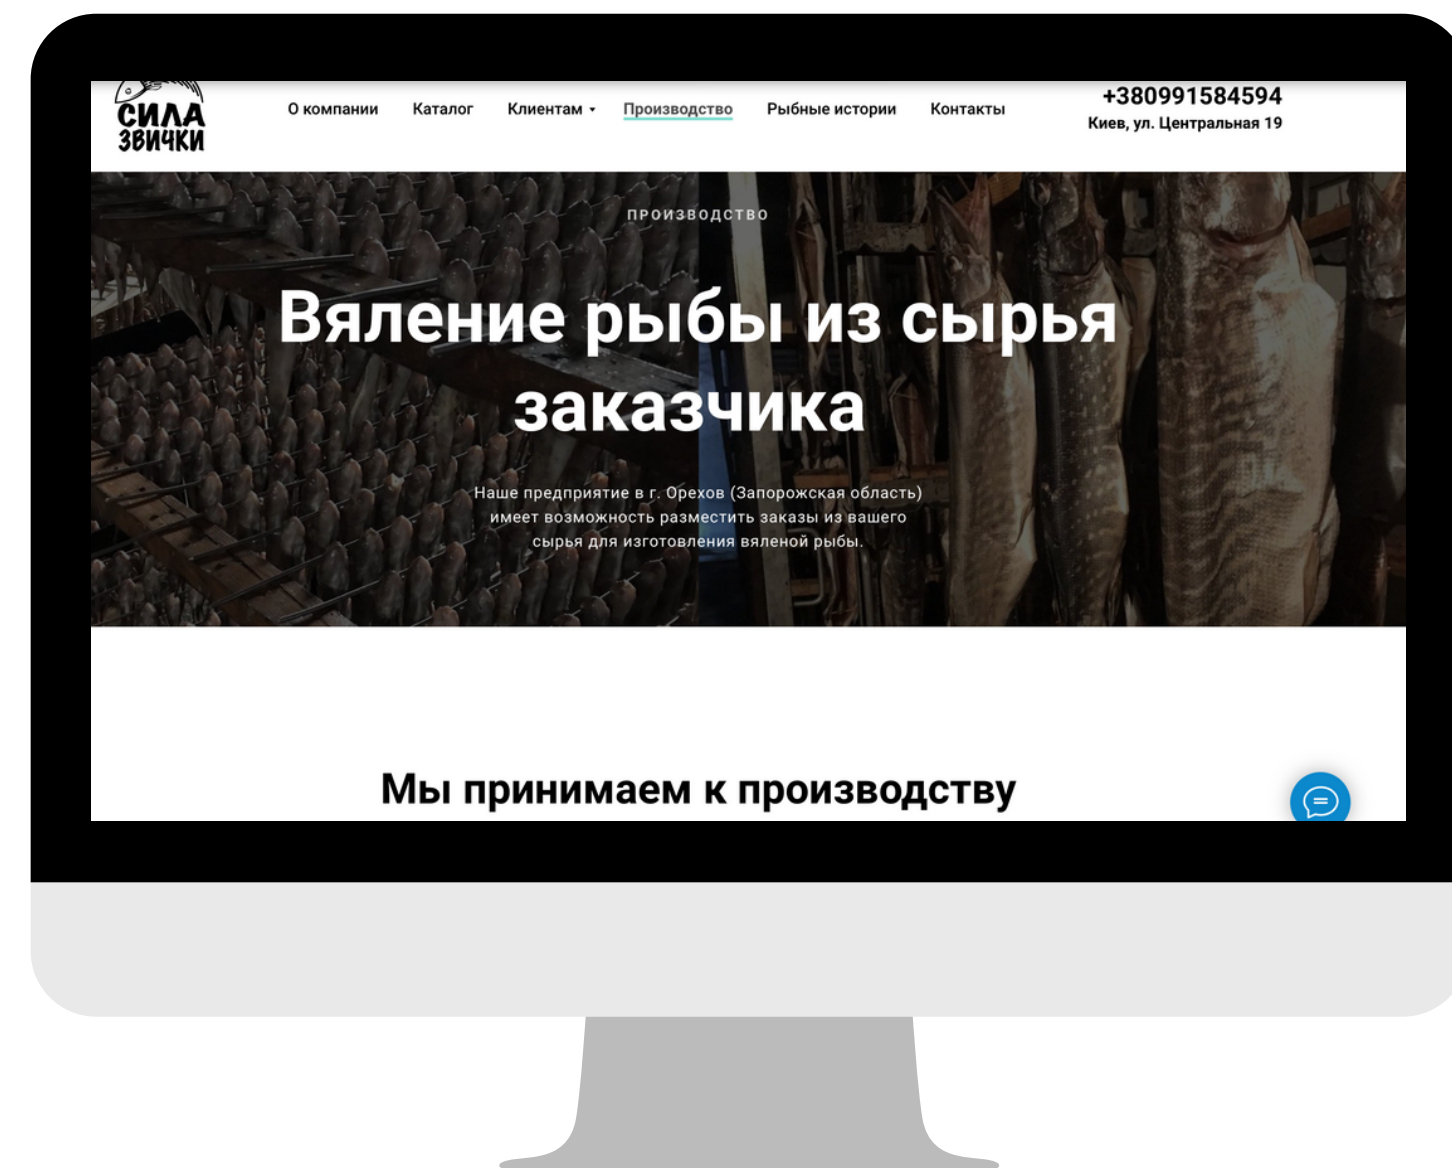 СИЛА
ЗВИЧКИ
О компании
Каталог
Клиентам
Производство
Рыбные истории
Контакты
+380991584594
Киев, ул. Центральная 19
ПРОИЗВОДСТВО
Вяление рыбы из сырья
заказчика
Наше предприятие в г. Орехов (Запорожская область)
имеет возможность разместить заказы из вашего
сырья для изготовления вяленой рыбы.
Мы принимаем к производству